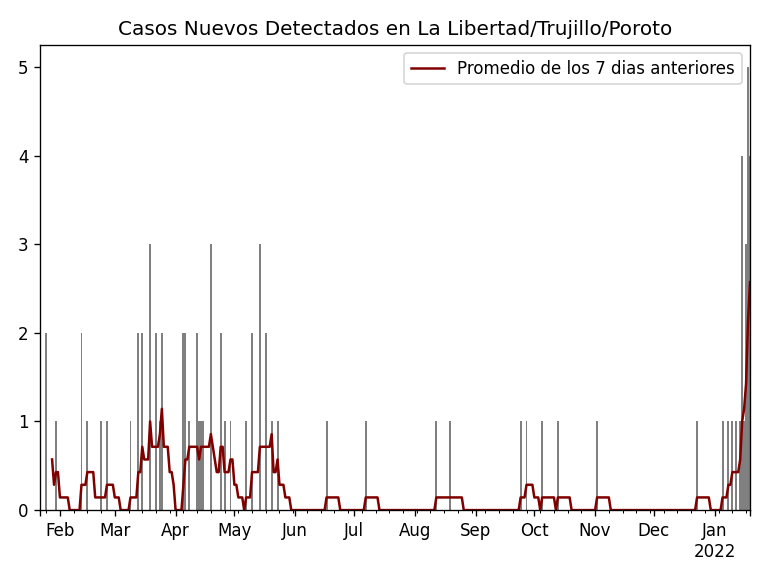 Casos Nuevos Detectados en La Libertad/Trujillo/Poroto
Promedio de los 7 dias anteriores
5
4
3
2
1
0
Feb Mar Apr May Jun Jul Aug Sep Oct Nov Dec Jan
2022